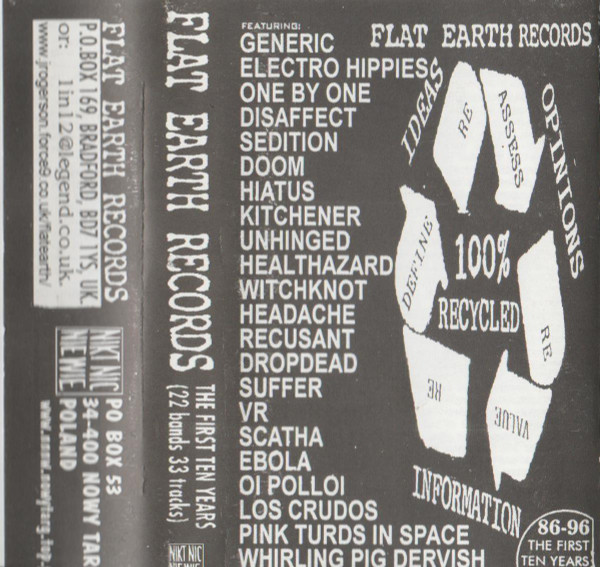 FLAT EARTH RECORDS
P.O.BOX 169, BRADFORD, BD7 1YS, UK.
or: 1in12@legend.co.uk.
www.jrogerson.force9.co.uk/flatearth/
NIKT NIC
NIE WIE
PO BOX 53
34-400 NOWY TAR
POLAND
FLAT EARTH RECORDS
THE FIRST TEN YEARS
(22 bands 33 tracks)
NIKT NIC
NIE WIE
FEATURING:
GENERIC
ELECTRO HIPPIES
ONE BY ONE
DISAFFECT
SEDITION
DOOM
HIATUS
KITCHENER
UNHINGED
HEALTHAZARD
WITCHKNOT
HEADACHE
RECUSANT
DROPDEAD
SUFFER
VR
SCATHA
EBOLA
OI POLLOI
LOS CRUDOS
PINK TURDS IN SPACE
WHIRLING PIG DERVISH
FLAT EARTH RECORDS
IDEAS
RE
ASSESS
OPINIONS
DEFINE
100%
RECYCLED
RE
RE
VALUE
INFORMATION
86-96
THE FIRST
TEN YEARS